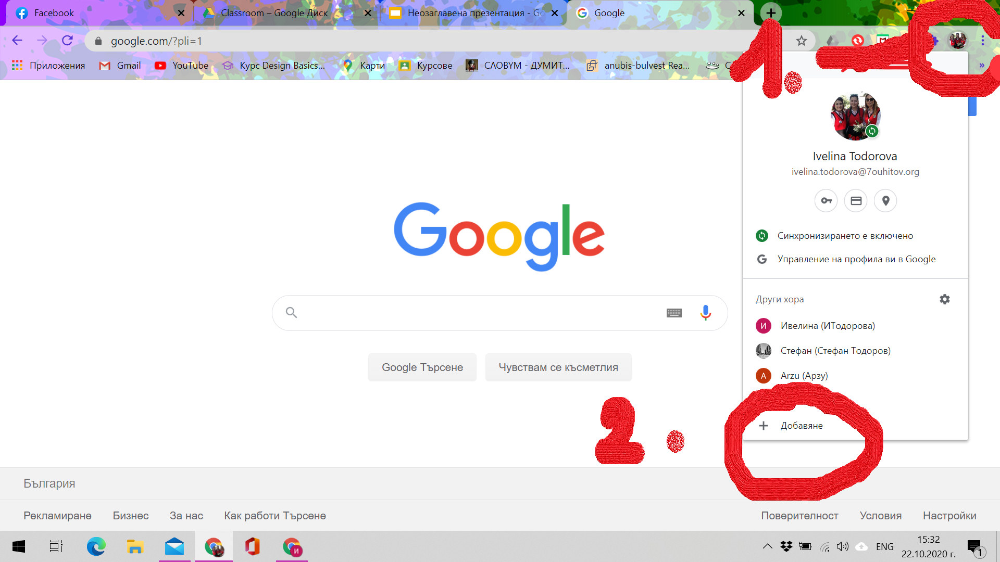 Facebook
Classroom – Google Диск
Неозаглавена презентация - Go
Google
google.com/?pli=1
Приложения
Gmail
YouTube
Курс Design Basics...
Карти
Курсове
СЛОВУМ - ДУМИТ...
anubis-bulvest Rea...
1.
Ivelina Todorova
ivelina.todorova@7ouhitov.org
Синхронизирането е включено
Управление на профила ви в Google
Други хора
И Ивелина (ИТодорова)
Стефан (Стефан Тодоров)
A Arzu (Арзу)
Добавяне
Google
Google Търсене
Чувствам се късметлия
2.
България
Рекламиране
Бизнес
За нас
Как работи Търсене
Поверителност
Условия
Настройки
И
ENG
15:32
22.10.2020 г.
1